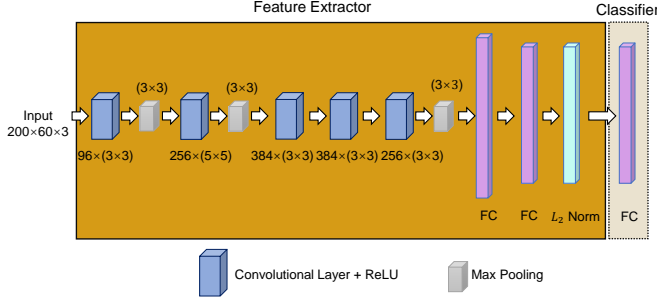 Feature Extractor
Classifier
(3×3)
(3×3)
(3×3)
Input
200×60×3
96×(3×3)
256×(5×5)
384×(3×3)
384×(3×3)
256×(3×3)
FC
FC
L₂ Norm
FC
Convolutional Layer + ReLU
Max Pooling